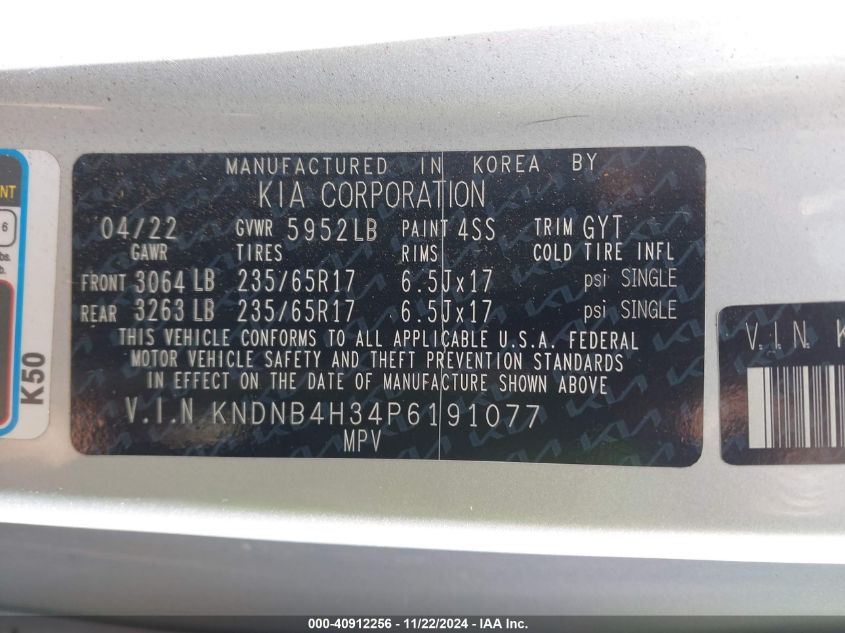 MANUFACTURED IN KOREA BY
KIA CORPORATION
04/22 GVWR 5952LB PAINT 4SS TRIM GYT
GAWR TIRES RIMS COLD TIRE INFL
FRONT 3064 LB 235/65R17 6.5Jx17 psi SINGLE
REAR 3263 LB 235/65R17 6.5Jx17 psi SINGLE
THIS VEHICLE CONFORMS TO ALL APPLICABLE U.S.A. FEDERAL
MOTOR VEHICLE SAFETY AND THEFT PREVENTION STANDARDS
IN EFFECT ON THE DATE OF MANUFACTURE SHOWN ABOVE
V.I.N KNDNB4H34P6191077
MPV
NT
6
K50
V.I.N. K
000-40912256 - 11/22/2024 - IAA Inc.